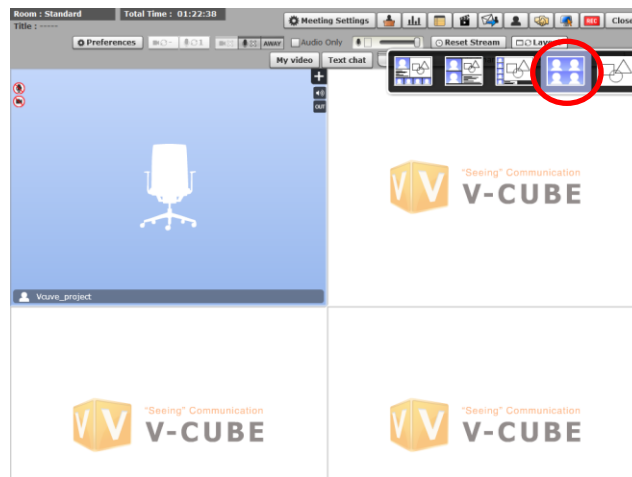 Room : Standard
Total Time : 01:22:38
Title : -----
Meeting Settings
REC
Close
Preferences
AWAY
Audio Only
Reset Stream
My video
Text chat
OUT
"Seeing" Communication
V-CUBE
Vcuve_project
"Seeing" Communication
V-CUBE
"Seeing" Communication
V-CUBE